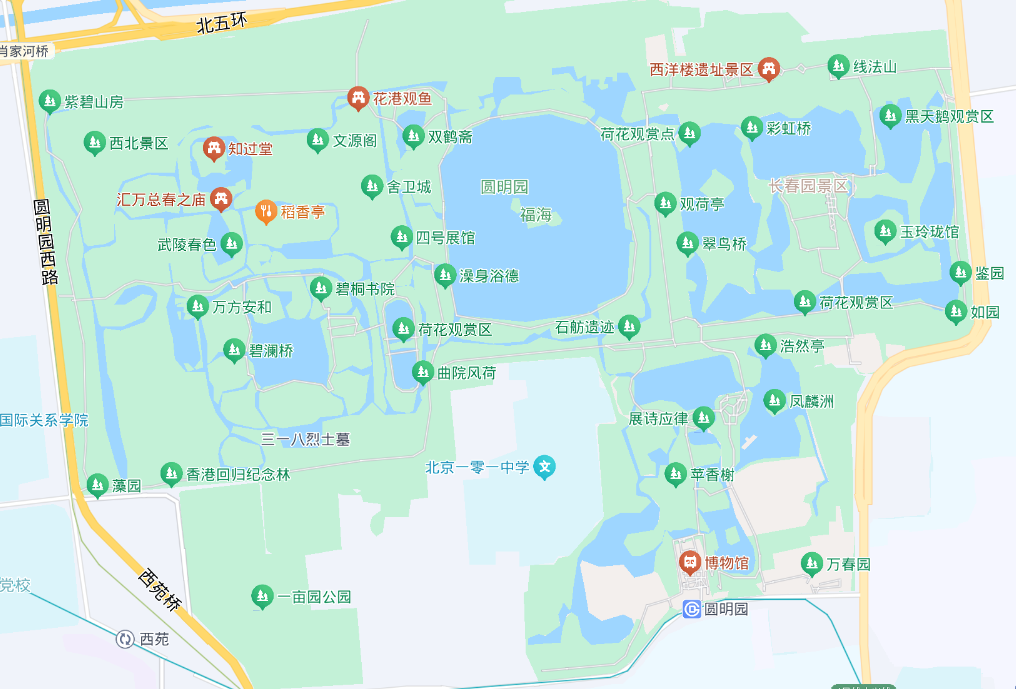 北五环
肖家河桥
西洋楼遗址景区
线法山
紫碧山房
花港观鱼
黑天鹅观赏区
西北景区
文源阁
双鹤斋
荷花观赏点
彩虹桥
知过堂
舍卫城
圆明园
长春园景区
汇万总春之庙
稻香亭
福海
观荷亭
圆明园西路
武陵春色
四号展馆
翠鸟桥
玉玲珑馆
澡身浴德
鉴园
碧桐书院
万方安和
荷花观赏区
如园
荷花观赏区
石舫遗迹
碧澜桥
浩然亭
曲院风荷
凤麟洲
国际关系学院
展诗应律
三一八烈士墓
北京一零一中学
香港回归纪念林
苹香榭
藻园
博物馆
万春园
党校
西苑桥
一亩园公园
圆明园
西苑